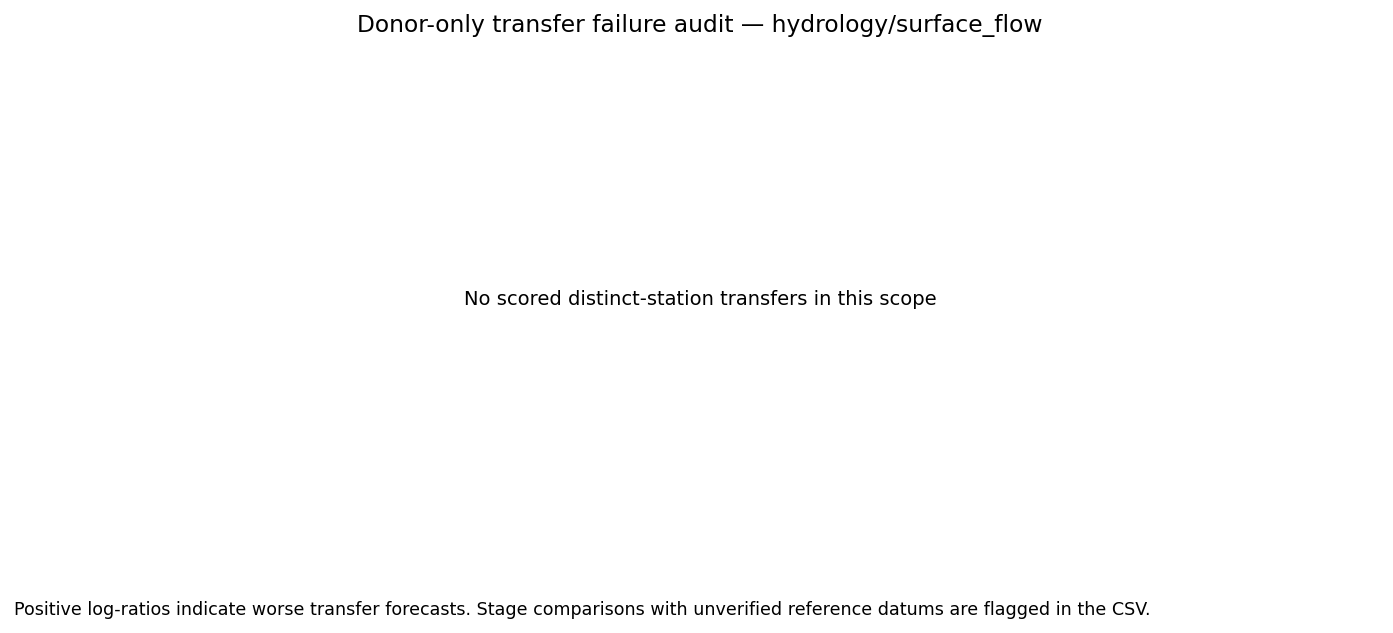 Donor-only transfer failure audit — hydrology/surface_flow
No scored distinct-station transfers in this scope
Positive log-ratios indicate worse transfer forecasts. Stage comparisons with unverified reference datums are flagged in the CSV.